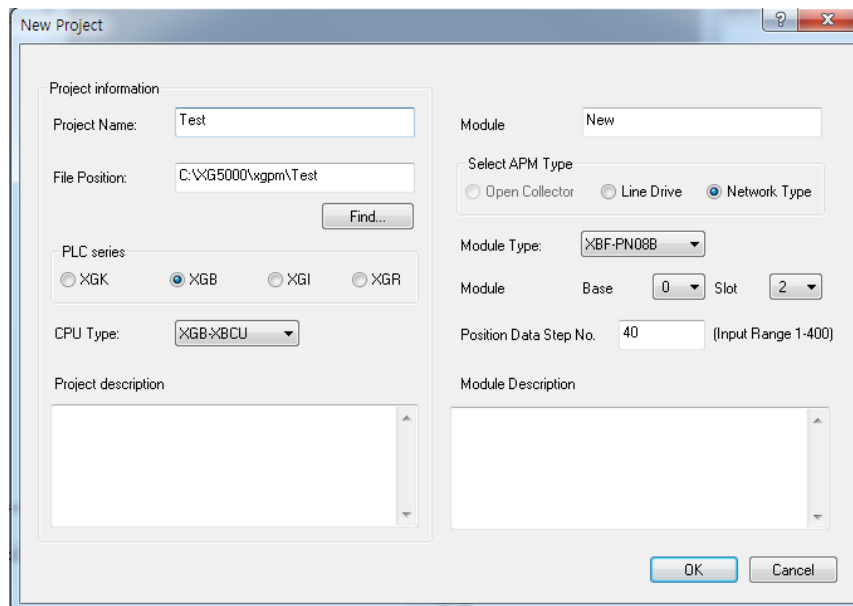 New Project
Project information
Project Name: Test
File Position: C:\XG5000\xgpm\Test
Find...
PLC series
XGK XGB XGI XGR
CPU Type: XGB-XBCU
Project description
Module New
Select APM Type
Open Collector Line Drive Network Type
Module Type: XBF-PN08B
Module Base 0 Slot 2
Position Data Step No. 40 (Input Range 1-400)
Module Description
OK Cancel